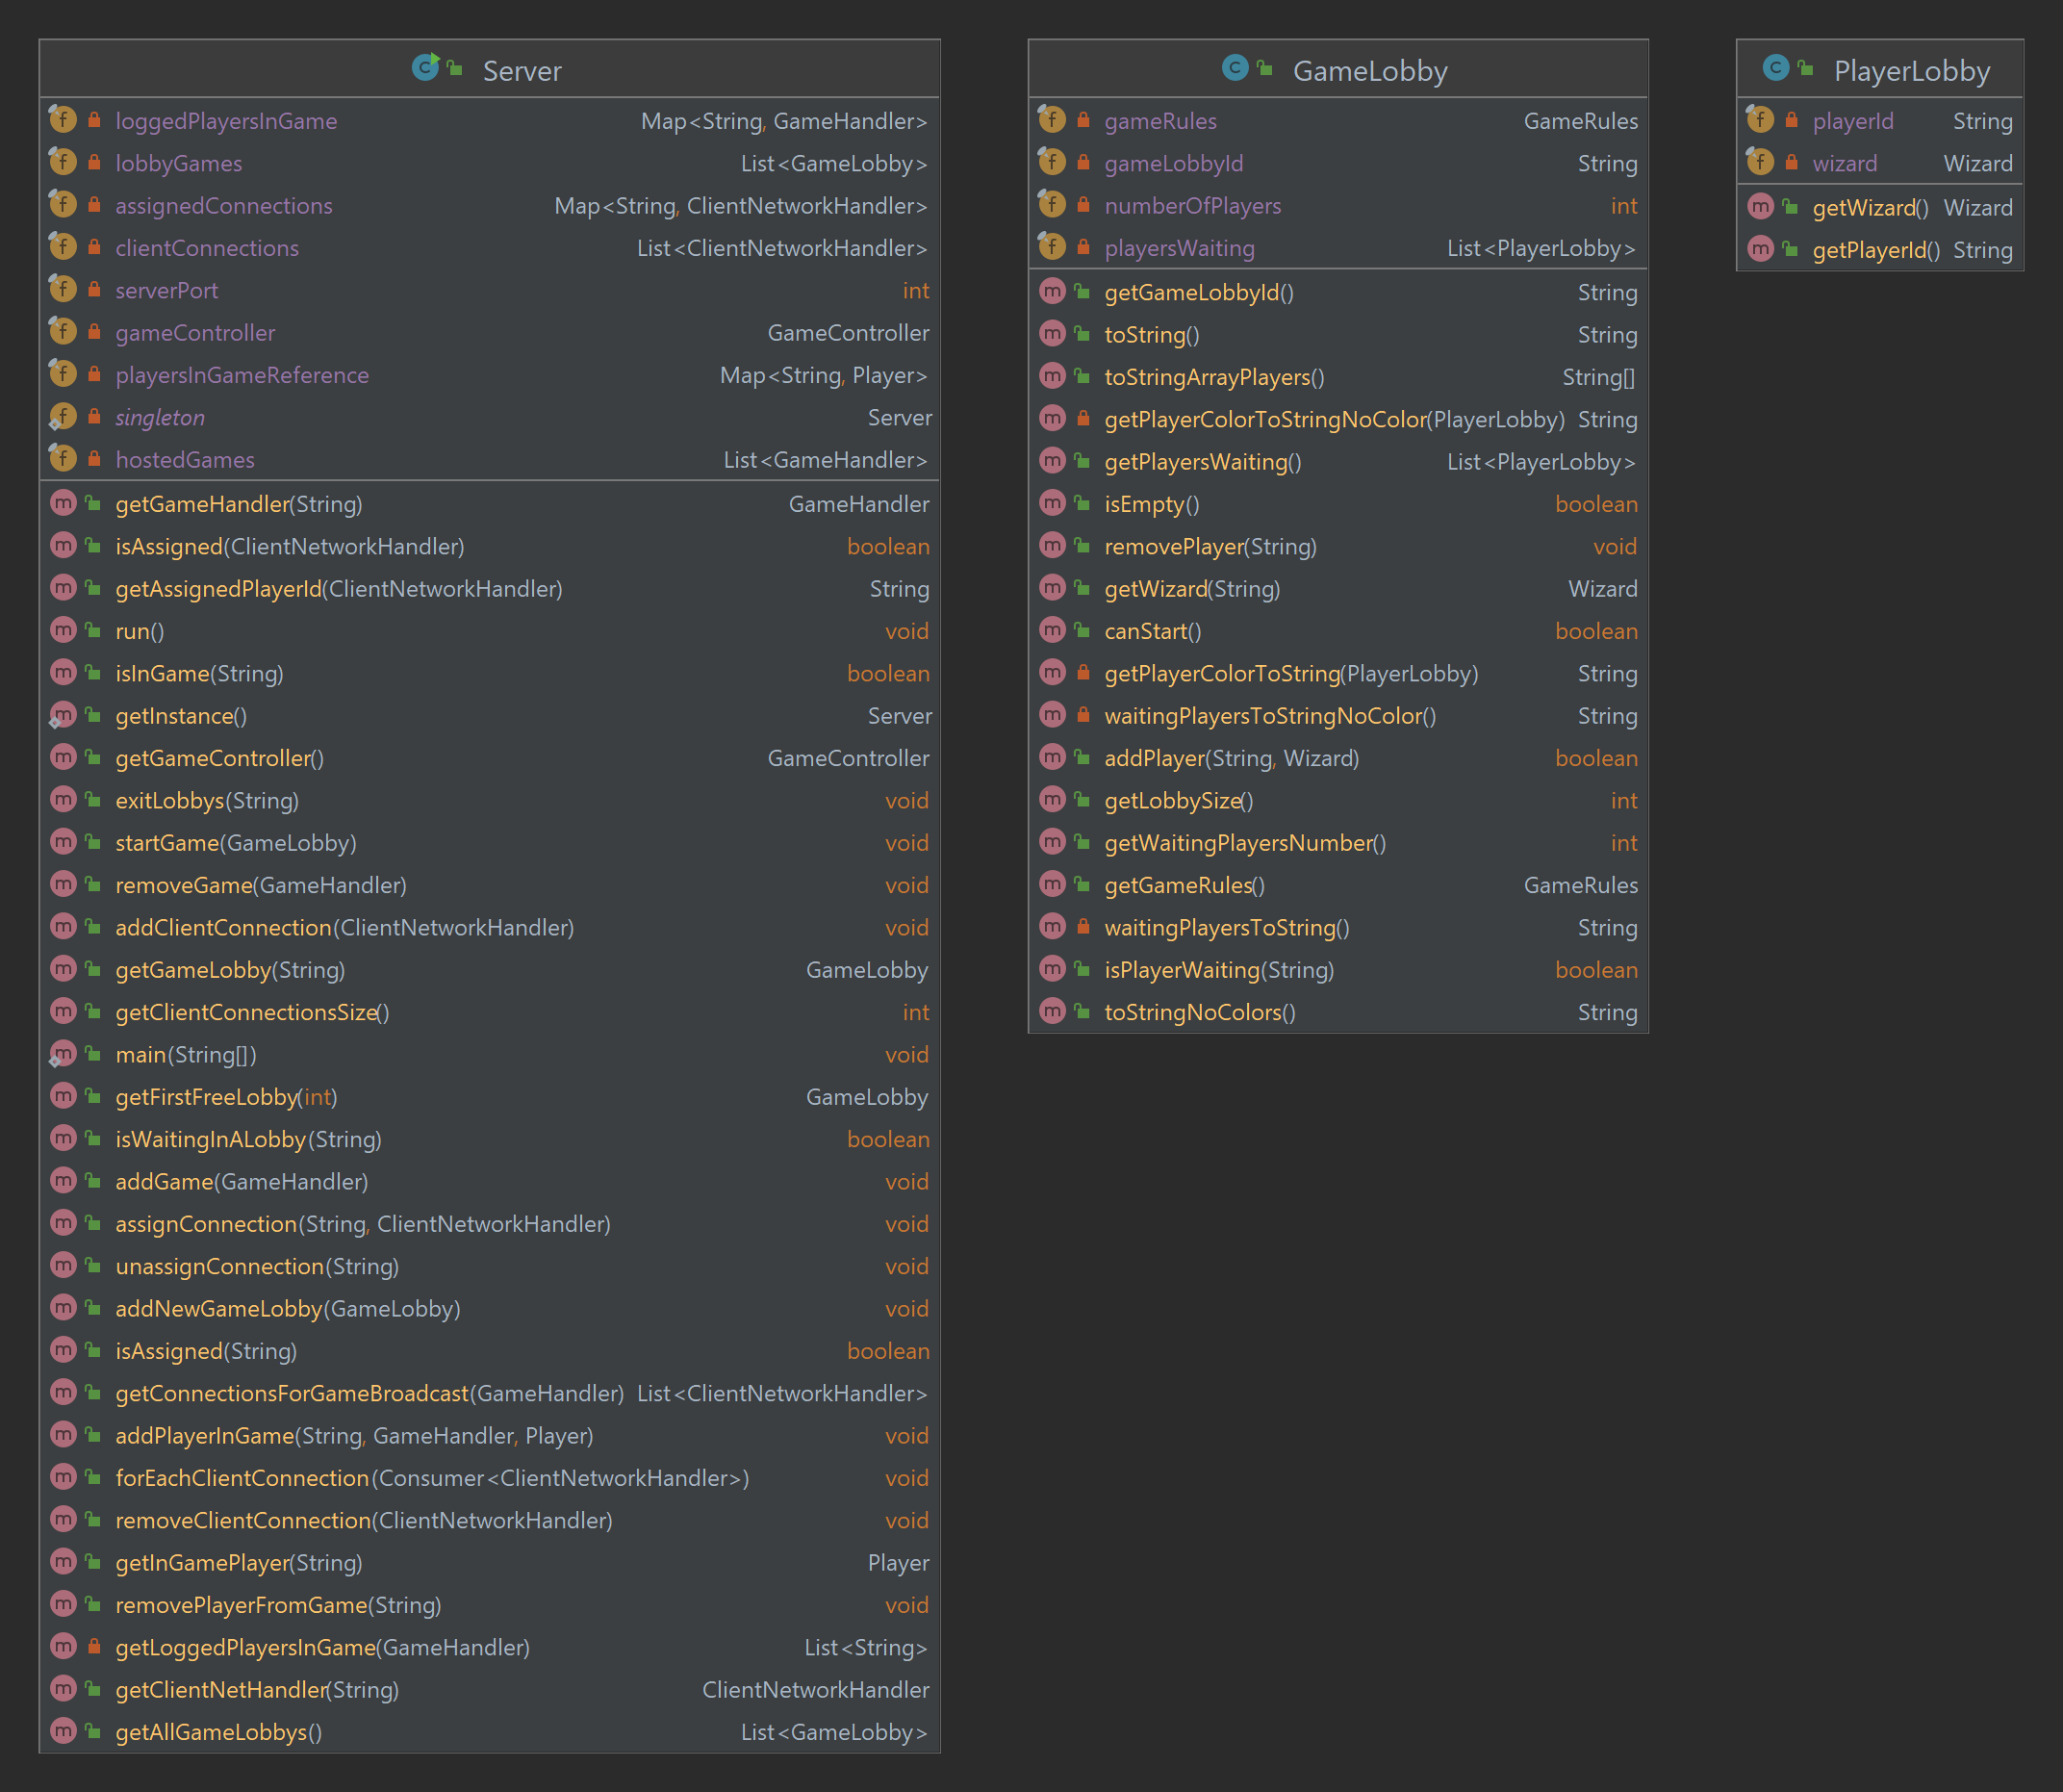 Server
loggedPlayersInGame Map<String, GameHandler>
lobbyGames List<GameLobby>
assignedConnections Map<String, ClientNetworkHandler>
clientConnections List<ClientNetworkHandler>
serverPort int
gameController GameController
playersInGameReference Map<String, Player>
singleton Server
hostedGames List<GameHandler>
getGameHandler(String) GameHandler
isAssigned(ClientNetworkHandler) boolean
getAssignedPlayerId(ClientNetworkHandler) String
run() void
isInGame(String) boolean
getInstance() Server
getGameController() GameController
exitLobbys(String) void
startGame(GameLobby) void
removeGame(GameHandler) void
addClientConnection(ClientNetworkHandler) void
getGameLobby(String) GameLobby
getClientConnectionsSize() int
main(String[]) void
getFirstFreeLobby(int) GameLobby
isWaitingInALobby(String) boolean
addGame(GameHandler) void
assignConnection(String, ClientNetworkHandler) void
unassignConnection(String) void
addNewGameLobby(GameLobby) void
isAssigned(String) boolean
getConnectionsForGameBroadcast(GameHandler) List<ClientNetworkHandler>
addPlayerInGame(String, GameHandler, Player) void
forEachClientConnection(Consumer<ClientNetworkHandler>) void
removeClientConnection(ClientNetworkHandler) void
getInGamePlayer(String) Player
removePlayerFromGame(String) void
getLoggedPlayersInGame(GameHandler) List<String>
getClientNetHandler(String) ClientNetworkHandler
getAllGameLobbys() List<GameLobby>
GameLobby
gameRules GameRules
gameLobbyId String
numberOfPlayers int
playersWaiting List<PlayerLobby>
getGameLobbyId() String
toString() String
toStringArrayPlayers() String[]
getPlayerColorToStringNoColor(PlayerLobby) String
getPlayersWaiting() List<PlayerLobby>
isEmpty() boolean
removePlayer(String) void
getWizard(String) Wizard
canStart() boolean
getPlayerColorToString(PlayerLobby) String
waitingPlayersToStringNoColor() String
addPlayer(String, Wizard) boolean
getLobbySize() int
getWaitingPlayersNumber() int
getGameRules() GameRules
waitingPlayersToString() String
isPlayerWaiting(String) boolean
toStringNoColors() String
PlayerLobby
playerId String
wizard Wizard
getWizard() Wizard
getPlayerId() String